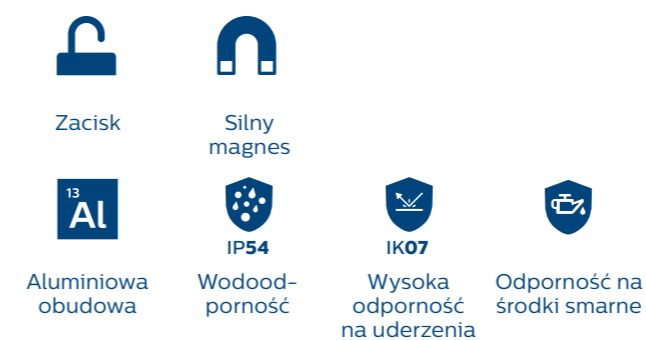 Zacisk
Silny
magnes
13
Al
Aluminiowa
obudowa
IP54
Wodood-
porność
IK07
Wysoka
odporność
na uderzenia
Odporność na
środki smarne